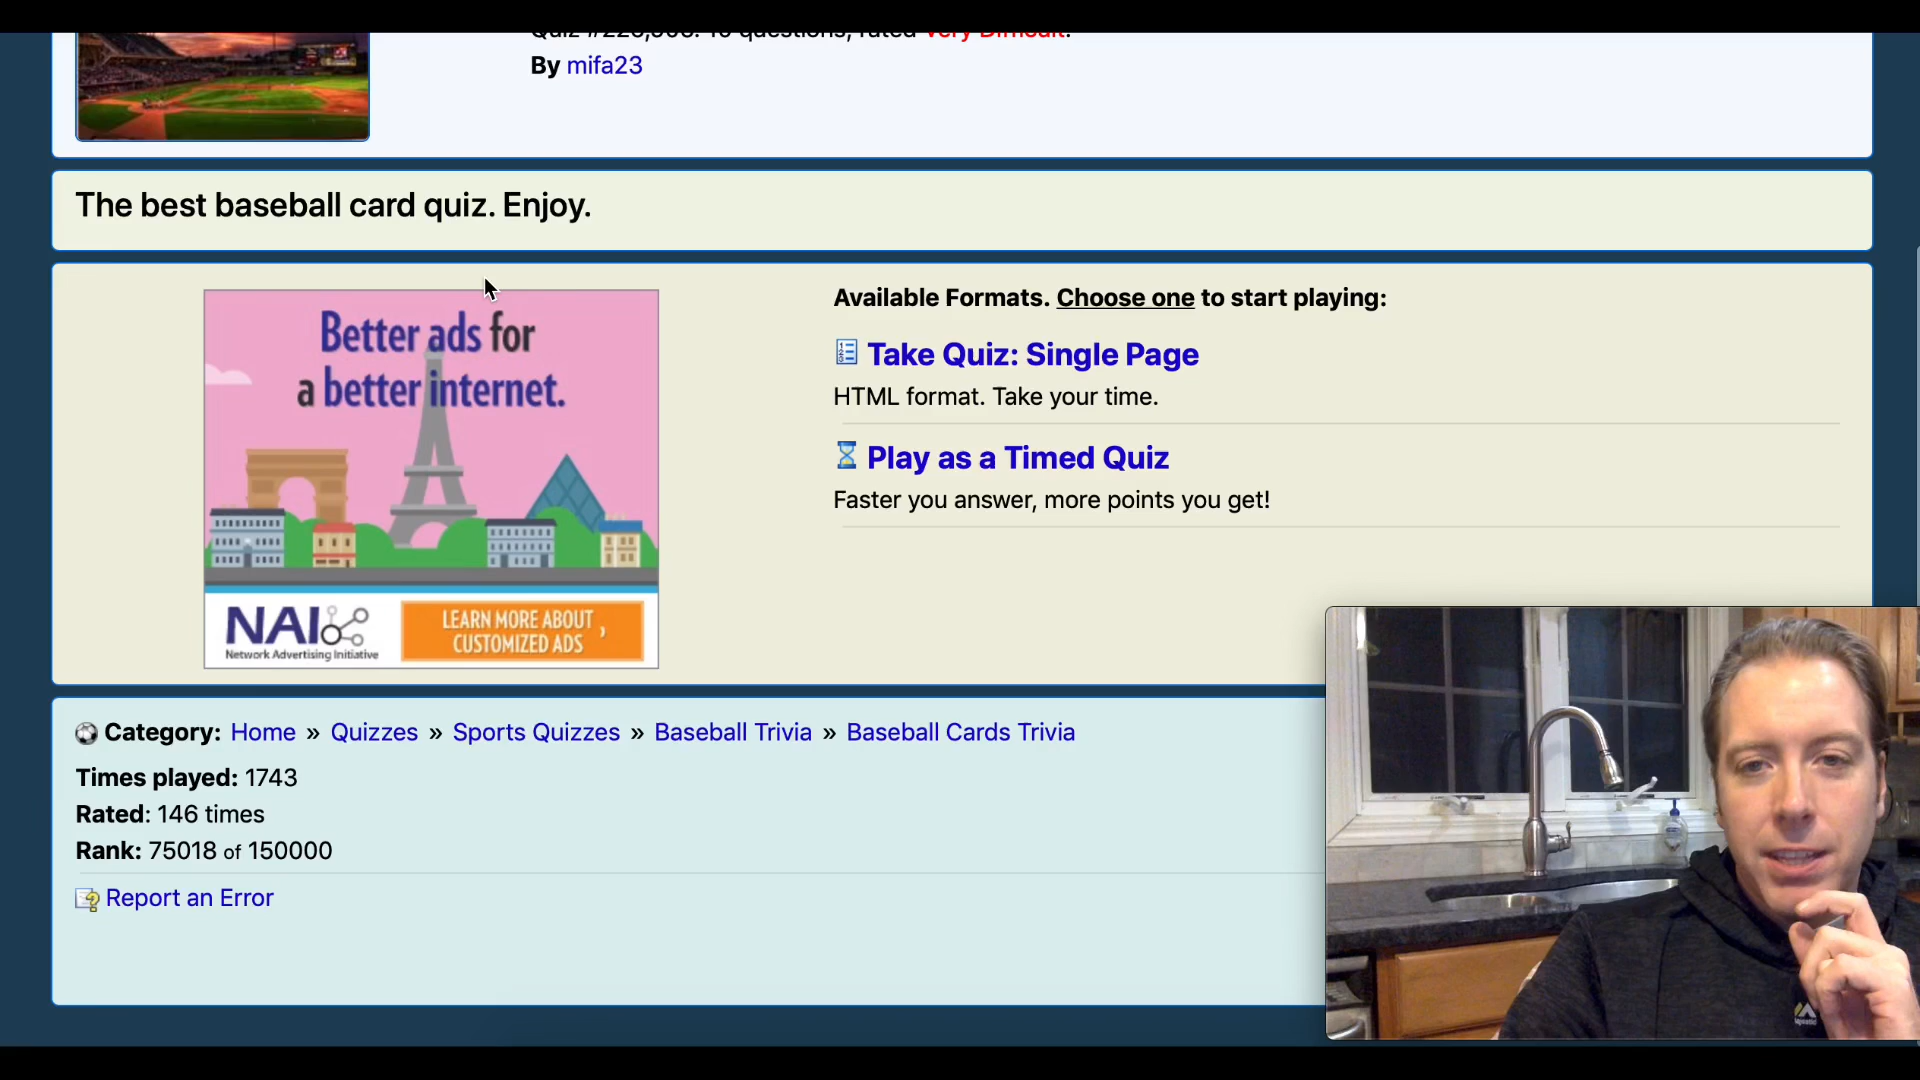 By mifa23
The best baseball card quiz. Enjoy.
Better ads for
a better internet.
NAI
Network Advertising Initiative
LEARN MORE ABOUT
CUSTOMIZED ADS ›
Available Formats. Choose one to start playing:
Take Quiz: Single Page
HTML format. Take your time.
Play as a Timed Quiz
Faster you answer, more points you get!
Category: Home » Quizzes » Sports Quizzes » Baseball Trivia » Baseball Cards Trivia
Times played: 1743
Rated: 146 times
Rank: 75018 of 150000
Report an Error